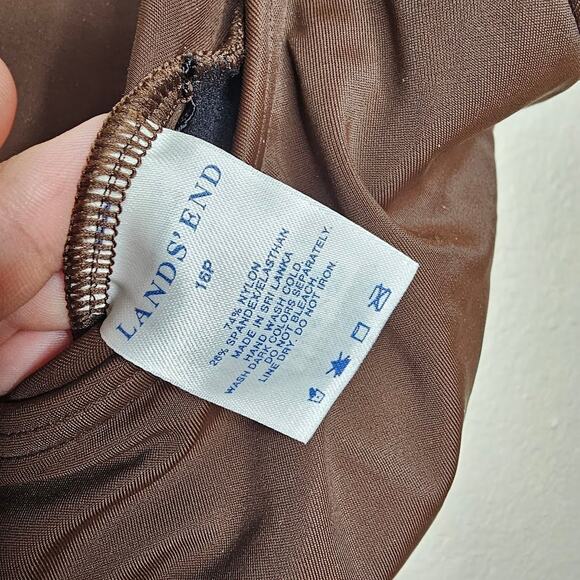 LANDS' END
16P
74% NYLON
26% SPANDEX/ELASTHAN
MADE IN SRI LANKA
HAND WASH COLD.
WASH DARK COLORS SEPARATELY.
DO NOT BLEACH.
LINE DRY. DO NOT IRON.